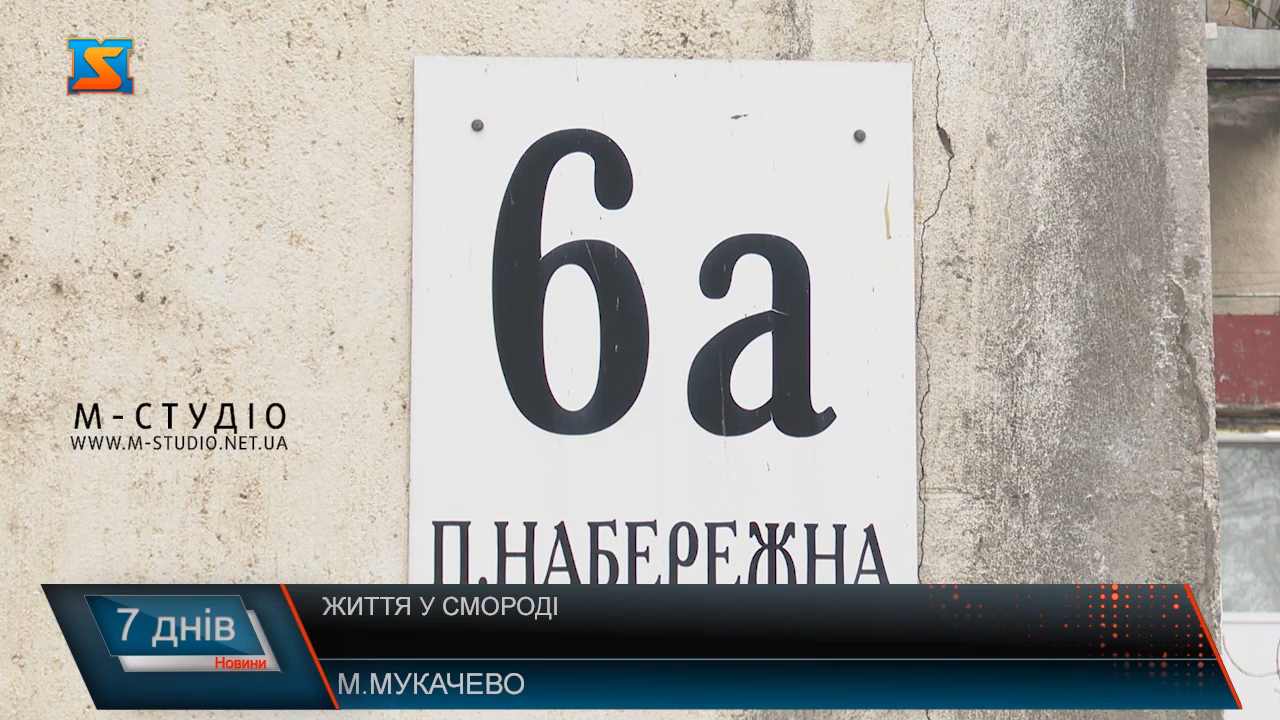 6а
П.НАБЕРЕЖНА
М-СТУДІО
WWW.M-STUDIO.NET.UA
7 днів
Новини
ЖИТТЯ У СМОРОДІ
М.МУКАЧЕВО